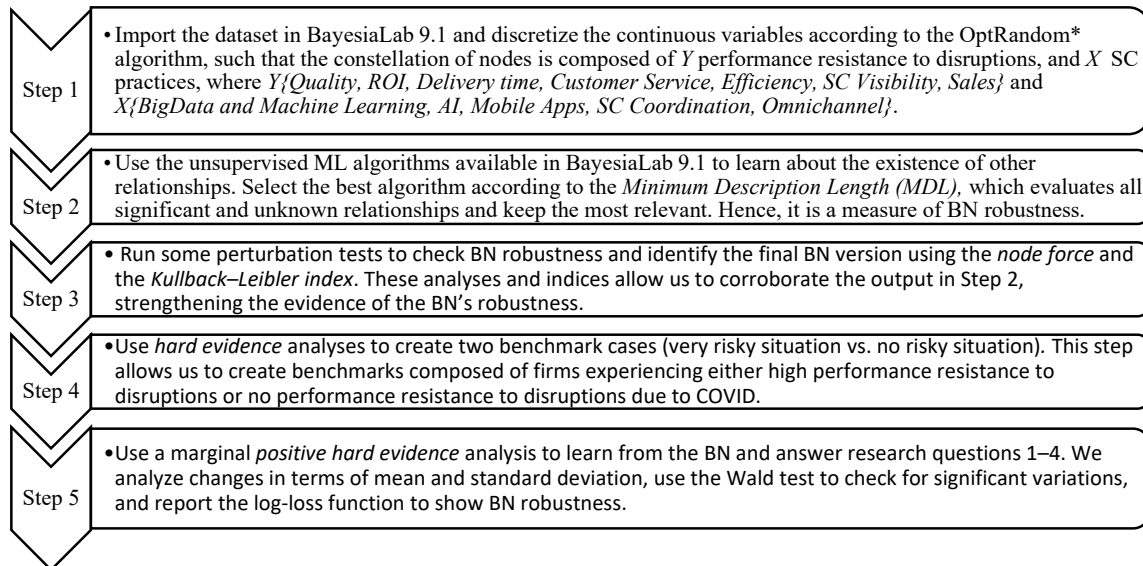 Step 1
• Import the dataset in BayesiaLab 9.1 and discretize the continuous variables according to the OptRandom*
algorithm, such that the constellation of nodes is composed of Y performance resistance to disruptions, and X SC
practices, where Y{Quality, ROI, Delivery time, Customer Service, Efficiency, SC Visibility, Sales} and
X{BigData and Machine Learning, AI, Mobile Apps, SC Coordination, Omnichannel}.
Step 2
• Use the unsupervised ML algorithms available in BayesiaLab 9.1 to learn about the existence of other
relationships. Select the best algorithm according to the Minimum Description Length (MDL), which evaluates all
significant and unknown relationships and keep the most relevant. Hence, it is a measure of BN robustness.
Step 3
• Run some perturbation tests to check BN robustness and identify the final BN version using the node force and
the Kullback–Leibler index. These analyses and indices allow us to corroborate the output in Step 2,
strengthening the evidence of the BN's robustness.
Step 4
•Use hard evidence analyses to create two benchmark cases (very risky situation vs. no risky situation). This step
allows us to create benchmarks composed of firms experiencing either high performance resistance to
disruptions or no performance resistance to disruptions due to COVID.
Step 5
•Use a marginal positive hard evidence analysis to learn from the BN and answer research questions 1–4. We
analyze changes in terms of mean and standard deviation, use the Wald test to check for significant variations,
and report the log-loss function to show BN robustness.